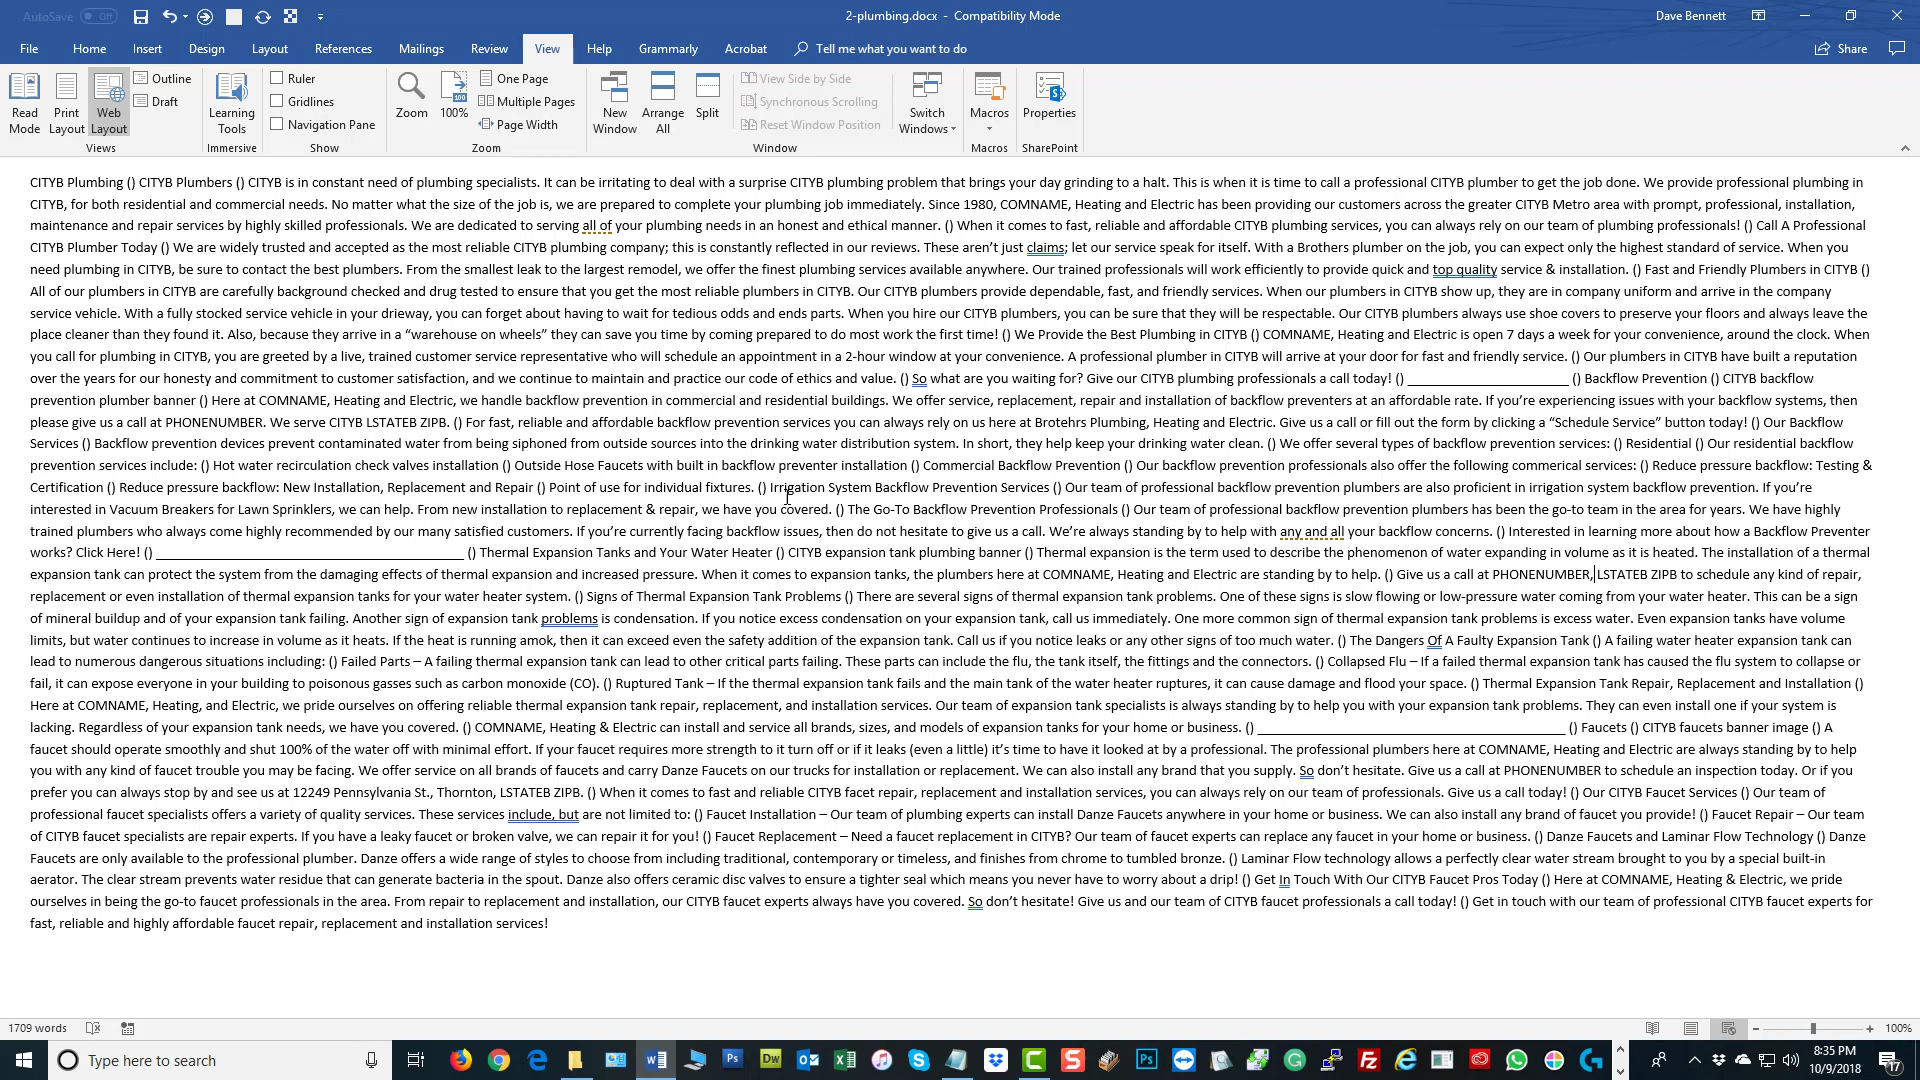 AutoSave Off
2-plumbing.docx - Compatibility Mode
Dave Bennett
File Home Insert Design Layout References Mailings Review View Help Grammarly Acrobat Tell me what you want to do Share
Read Mode
Print Layout
Web Layout
Outline
Draft
Views
Learning Tools
Immersive
Ruler
Gridlines
Navigation Pane
Show
Zoom
100
100%
One Page
Multiple Pages
Page Width
Zoom
New Window
Arrange All
Split
View Side by Side
Synchronous Scrolling
Reset Window Position
Window
Switch Windows
Macros
Macros
Properties
SharePoint
CITYB Plumbing () CITYB Plumbers () CITYB is in constant need of plumbing specialists. It can be irritating to deal with a surprise CITYB plumbing problem that brings your day grinding to a halt. This is when it is time to call a professional CITYB plumber to get the job done. We provide professional plumbing in
CITYB, for both residential and commercial needs. No matter what the size of the job is, we are prepared to complete your plumbing job immediately. Since 1980, COMNAME, Heating and Electric has been providing our customers across the greater CITYB Metro area with prompt, professional, installation,
maintenance and repair services by highly skilled professionals. We are dedicated to serving all of your plumbing needs in an honest and ethical manner. () When it comes to fast, reliable and affordable CITYB plumbing services, you can always rely on our team of plumbing professionals! () Call A Professional
CITYB Plumber Today () We are widely trusted and accepted as the most reliable CITYB plumbing company; this is constantly reflected in our reviews. These aren't just claims; let our service speak for itself. With a Brothers plumber on the job, you can expect only the highest standard of service. When you
need plumbing in CITYB, be sure to contact the best plumbers. From the smallest leak to the largest remodel, we offer the finest plumbing services available anywhere. Our trained professionals will work efficiently to provide quick and top quality service & installation. () Fast and Friendly Plumbers in CITYB ()
All of our plumbers in CITYB are carefully background checked and drug tested to ensure that you get the most reliable plumbers in CITYB. Our CITYB plumbers provide dependable, fast, and friendly services. When our plumbers in CITYB show up, they are in company uniform and arrive in the company
service vehicle. With a fully stocked service vehicle in your drieway, you can forget about having to wait for tedious odds and ends parts. When you hire our CITYB plumbers, you can be sure that they will be respectable. Our CITYB plumbers always use shoe covers to preserve your floors and always leave the
place cleaner than they found it. Also, because they arrive in a “warehouse on wheels” they can save you time by coming prepared to do most work the first time! () We Provide the Best Plumbing in CITYB () COMNAME, Heating and Electric is open 7 days a week for your convenience, around the clock. When
you call for plumbing in CITYB, you are greeted by a live, trained customer service representative who will schedule an appointment in a 2-hour window at your convenience. A professional plumber in CITYB will arrive at your door for fast and friendly service. () Our plumbers in CITYB have built a reputation
over the years for our honesty and commitment to customer satisfaction, and we continue to maintain and practice our code of ethics and value. () So what are you waiting for? Give our CITYB plumbing professionals a call today! () ______________________ () Backflow Prevention () CITYB backflow
prevention plumber banner () Here at COMNAME, Heating and Electric, we handle backflow prevention in commercial and residential buildings. We offer service, replacement, repair and installation of backflow preventers at an affordable rate. If you're experiencing issues with your backflow systems, then
please give us a call at PHONENUMBER. We serve CITYB LSTATEB ZIPB. () For fast, reliable and affordable backflow prevention services you can always rely on us here at Brotehrs Plumbing, Heating and Electric. Give us a call or fill out the form by clicking a “Schedule Service” button today! () Our Backflow
Services () Backflow prevention devices prevent contaminated water from being siphoned from outside sources into the drinking water distribution system. In short, they help keep your drinking water clean. () We offer several types of backflow prevention services: () Residential () Our residential backflow
prevention services include: () Hot water recirculation check valves installation () Outside Hose Faucets with built in backflow preventer installation () Commercial Backflow Prevention () Our backflow prevention professionals also offer the following commerical services: () Reduce pressure backflow: Testing &
Certification () Reduce pressure backflow: New Installation, Replacement and Repair () Point of use for individual fixtures. () Irrigation System Backflow Prevention Services () Our team of professional backflow prevention plumbers are also proficient in irrigation system backflow prevention. If you're
interested in Vacuum Breakers for Lawn Sprinklers, we can help. From new installation to replacement & repair, we have you covered. () The Go-To Backflow Prevention Professionals () Our team of professional backflow prevention plumbers has been the go-to team in the area for years. We have highly
trained plumbers who always come highly recommended by our many satisfied customers. If you're currently facing backflow issues, then do not hesitate to give us a call. We're always standing by to help with any and all your backflow concerns. () Interested in learning more about how a Backflow Preventer
works? Click Here! () __________________________________________ () Thermal Expansion Tanks and Your Water Heater () CITYB expansion tank plumbing banner () Thermal expansion is the term used to describe the phenomenon of water expanding in volume as it is heated. The installation of a thermal
expansion tank can protect the system from the damaging effects of thermal expansion and increased pressure. When it comes to expansion tanks, the plumbers here at COMNAME, Heating and Electric are standing by to help. () Give us a call at PHONENUMBER, LSTATEB ZIPB to schedule any kind of repair,
replacement or even installation of thermal expansion tanks for your water heater system. () Signs of Thermal Expansion Tank Problems () There are several signs of thermal expansion tank problems. One of these signs is slow flowing or low-pressure water coming from your water heater. This can be a sign
of mineral buildup and of your expansion tank failing. Another sign of expansion tank problems is condensation. If you notice excess condensation on your expansion tank, call us immediately. One more common sign of thermal expansion tank problems is excess water. Even expansion tanks have volume
limits, but water continues to increase in volume as it heats. If the heat is running amok, then it can exceed even the safety addition of the expansion tank. Call us if you notice leaks or any other signs of too much water. () The Dangers Of A Faulty Expansion Tank () A failing water heater expansion tank can
lead to numerous dangerous situations including: () Failed Parts – A failing thermal expansion tank can lead to other critical parts failing. These parts can include the flu, the tank itself, the fittings and the connectors. () Collapsed Flu – If a failed thermal expansion tank has caused the flu system to collapse or
fail, it can expose everyone in your building to poisonous gasses such as carbon monoxide (CO). () Ruptured Tank – If the thermal expansion tank fails and the main tank of the water heater ruptures, it can cause damage and flood your space. () Thermal Expansion Tank Repair, Replacement and Installation ()
Here at COMNAME, Heating, and Electric, we pride ourselves on offering reliable thermal expansion tank repair, replacement, and installation services. Our team of expansion tank specialists is always standing by to help you with your expansion tank problems. They can even install one if your system is
lacking. Regardless of your expansion tank needs, we have you covered. () COMNAME, Heating & Electric can install and service all brands, sizes, and models of expansion tanks for your home or business. () __________________________________________ () Faucets () CITYB faucets banner image () A
faucet should operate smoothly and shut 100% of the water off with minimal effort. If your faucet requires more strength to it turn off or if it leaks (even a little) it's time to have it looked at by a professional. The professional plumbers here at COMNAME, Heating and Electric are always standing by to help
you with any kind of faucet trouble you may be facing. We offer service on all brands of faucets and carry Danze Faucets on our trucks for installation or replacement. We can also install any brand that you supply. So don't hesitate. Give us a call at PHONENUMBER to schedule an inspection today. Or if you
prefer you can always stop by and see us at 12249 Pennsylvania St., Thornton, LSTATEB ZIPB. () When it comes to fast and reliable CITYB facet repair, replacement and installation services, you can always rely on our team of professionals. Give us a call today! () Our CITYB Faucet Services () Our team of
professional faucet specialists offers a variety of quality services. These services include, but are not limited to: () Faucet Installation – Our team of plumbing experts can install Danze Faucets anywhere in your home or business. We can also install any brand of faucet you provide! () Faucet Repair – Our team
of CITYB faucet specialists are repair experts. If you have a leaky faucet or broken valve, we can repair it for you! () Faucet Replacement – Need a faucet replacement in CITYB? Our team of faucet experts can replace any faucet in your home or business. () Danze Faucets and Laminar Flow Technology () Danze
Faucets are only available to the professional plumber. Danze offers a wide range of styles to choose from including traditional, contemporary or timeless, and finishes from chrome to tumbled bronze. () Laminar Flow technology allows a perfectly clear water stream brought to you by a special built-in
aerator. The clear stream prevents water residue that can generate bacteria in the spout. Danze also offers ceramic disc valves to ensure a tighter seal which means you never have to worry about a drip! () Get In Touch With Our CITYB Faucet Pros Today () Here at COMNAME, Heating & Electric, we pride
ourselves in being the go-to faucet professionals in the area. From repair to replacement and installation, our CITYB faucet experts always have you covered. So don't hesitate! Give us and our team of CITYB faucet professionals a call today! () Get in touch with our team of professional CITYB faucet experts for
fast, reliable and highly affordable faucet repair, replacement and installation services!
1709 words
100%
Type here to search
8:35 PM
10/9/2018
17